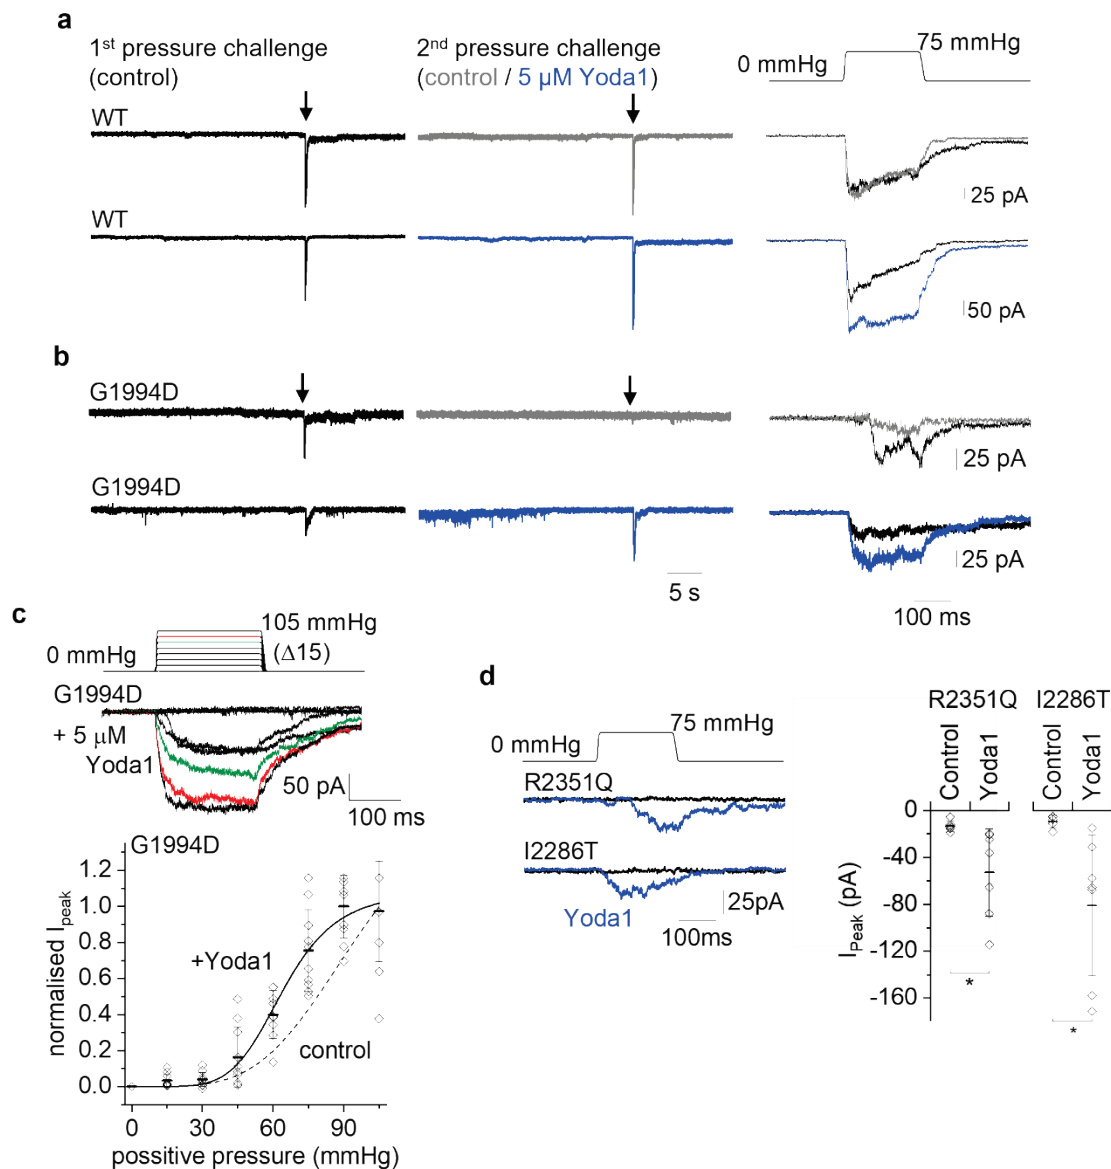 a
1st pressure challenge
(control)
2nd pressure challenge
(control / 5 µM Yoda1)
0 mmHg
75 mmHg
WT
25 pA
WT
50 pA
b
G1994D
25 pA
G1994D
25 pA
5 s
100 ms
c
0 mmHg
105 mmHg
(Δ15)
G1994D
+ 5 µM
Yoda1
50 pA
100 ms
G1994D
normalised Ipeak
1.2
1.0
0.8
0.6
0.4
0.2
0.0
+Yoda1
control
0 30 60 90
possitive pressure (mmHg)
d
0 mmHg
75 mmHg
R2351Q
I2286T
Yoda1
25pA
100ms
R2351Q I2286T
Control Yoda1 Control Yoda1
IPeak (pA)
0
-40
-80
-120
-160
*
*